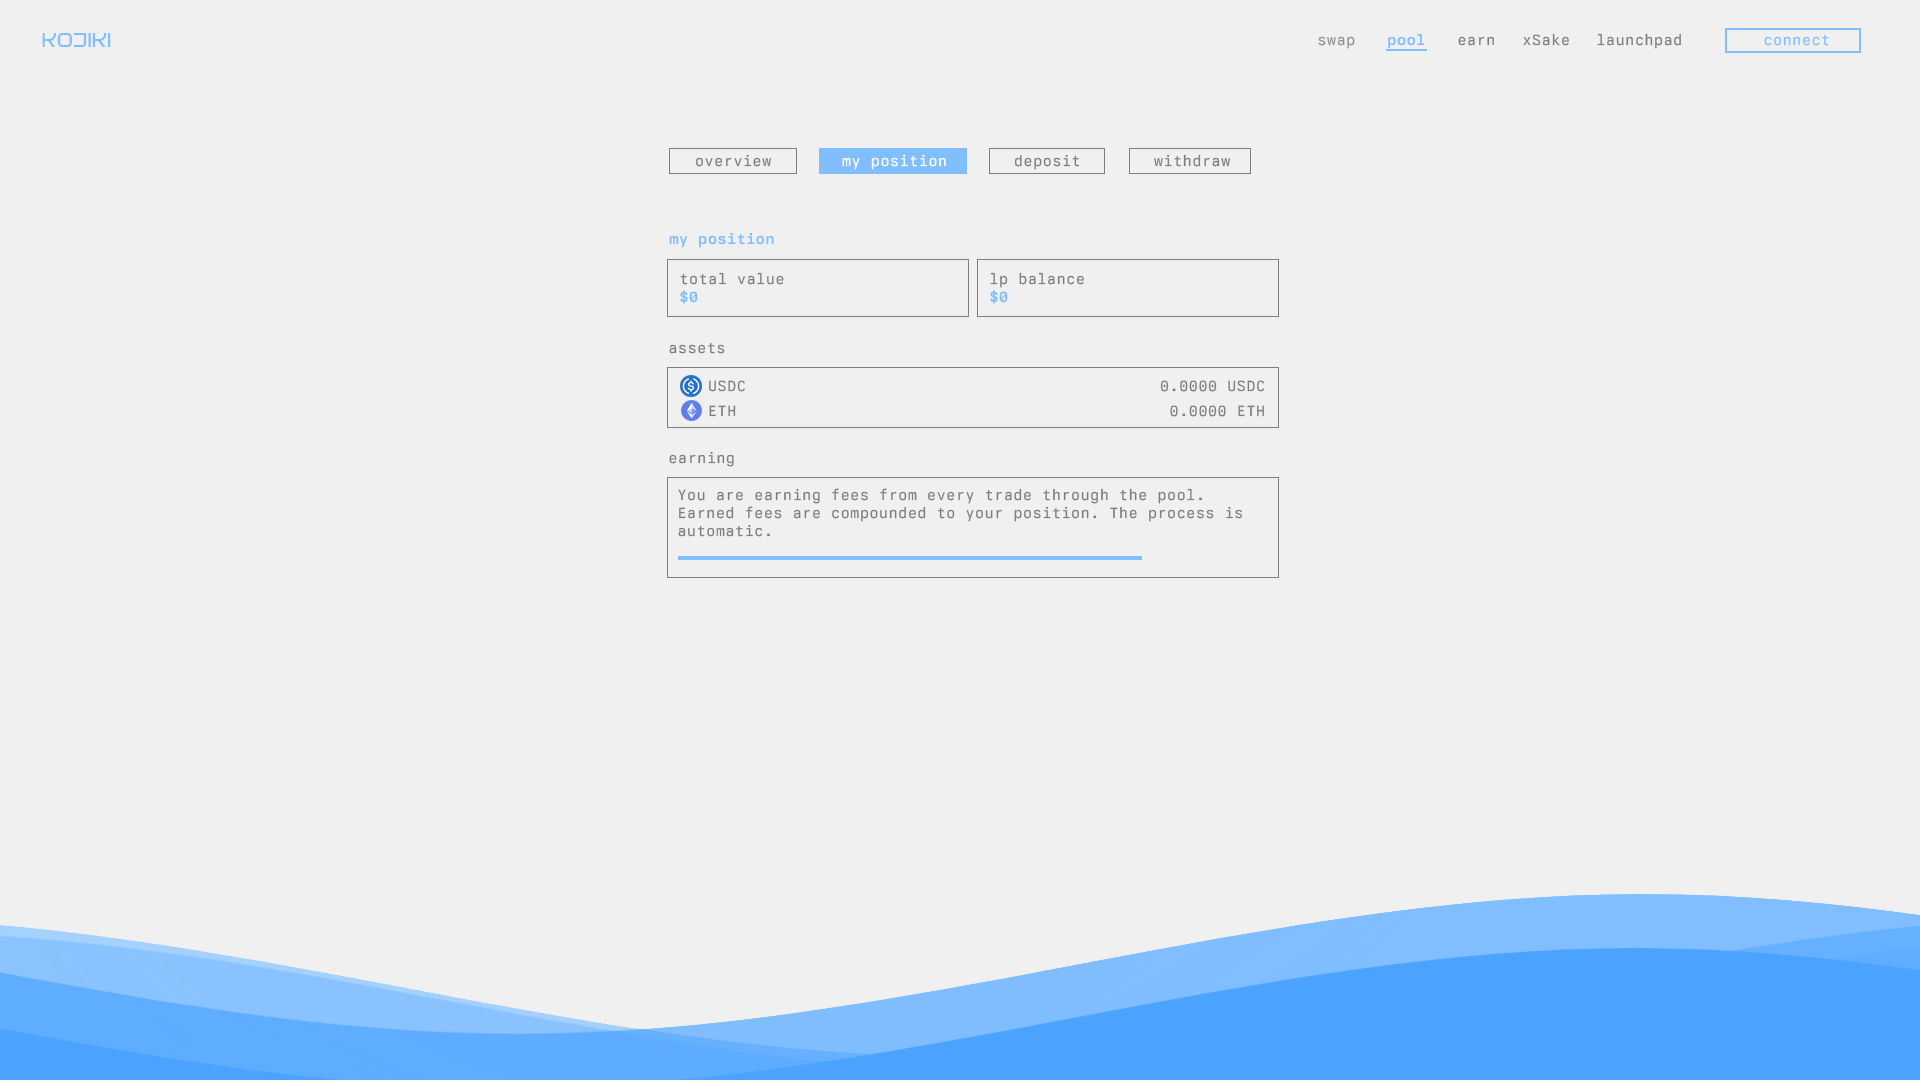 KOJIKI
swap pool earn xSake launchpad connect
overview my position deposit withdraw
my position
total value lp balance
$0 $0
assets
USDC 0.0000 USDC
ETH 0.0000 ETH
earning
You are earning fees from every trade through the pool.
Earned fees are compounded to your position. The process is
automatic.